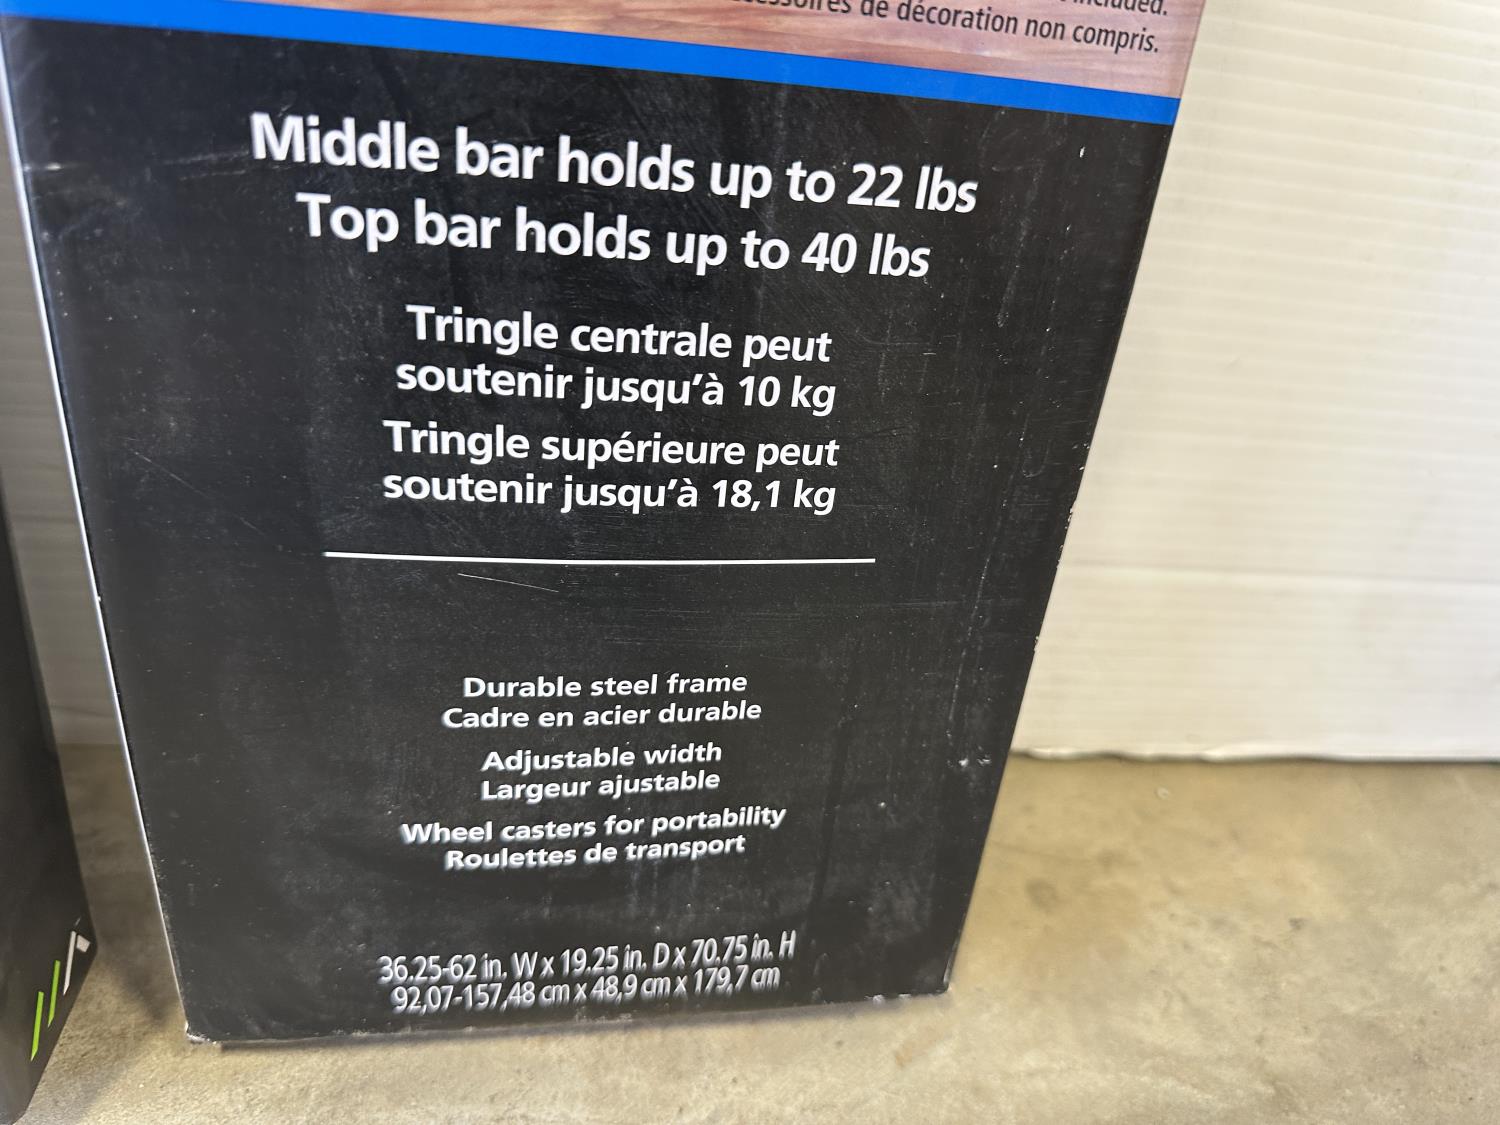 included.
de décoration non compris.
Middle bar holds up to 22 lbs
Top bar holds up to 40 lbs
Tringle centrale peut
soutenir jusqu'à 10 kg
Tringle supérieure peut
soutenir jusqu'à 18,1 kg
Durable steel frame
Cadre en acier durable
Adjustable width
Largeur ajustable
Wheel casters for portability
Roulettes de transport
36.25-62 in. W x 19.25 in. D x 70.75 in. H
92,07-157,48 cm x 48,9 cm x 179,7 cm